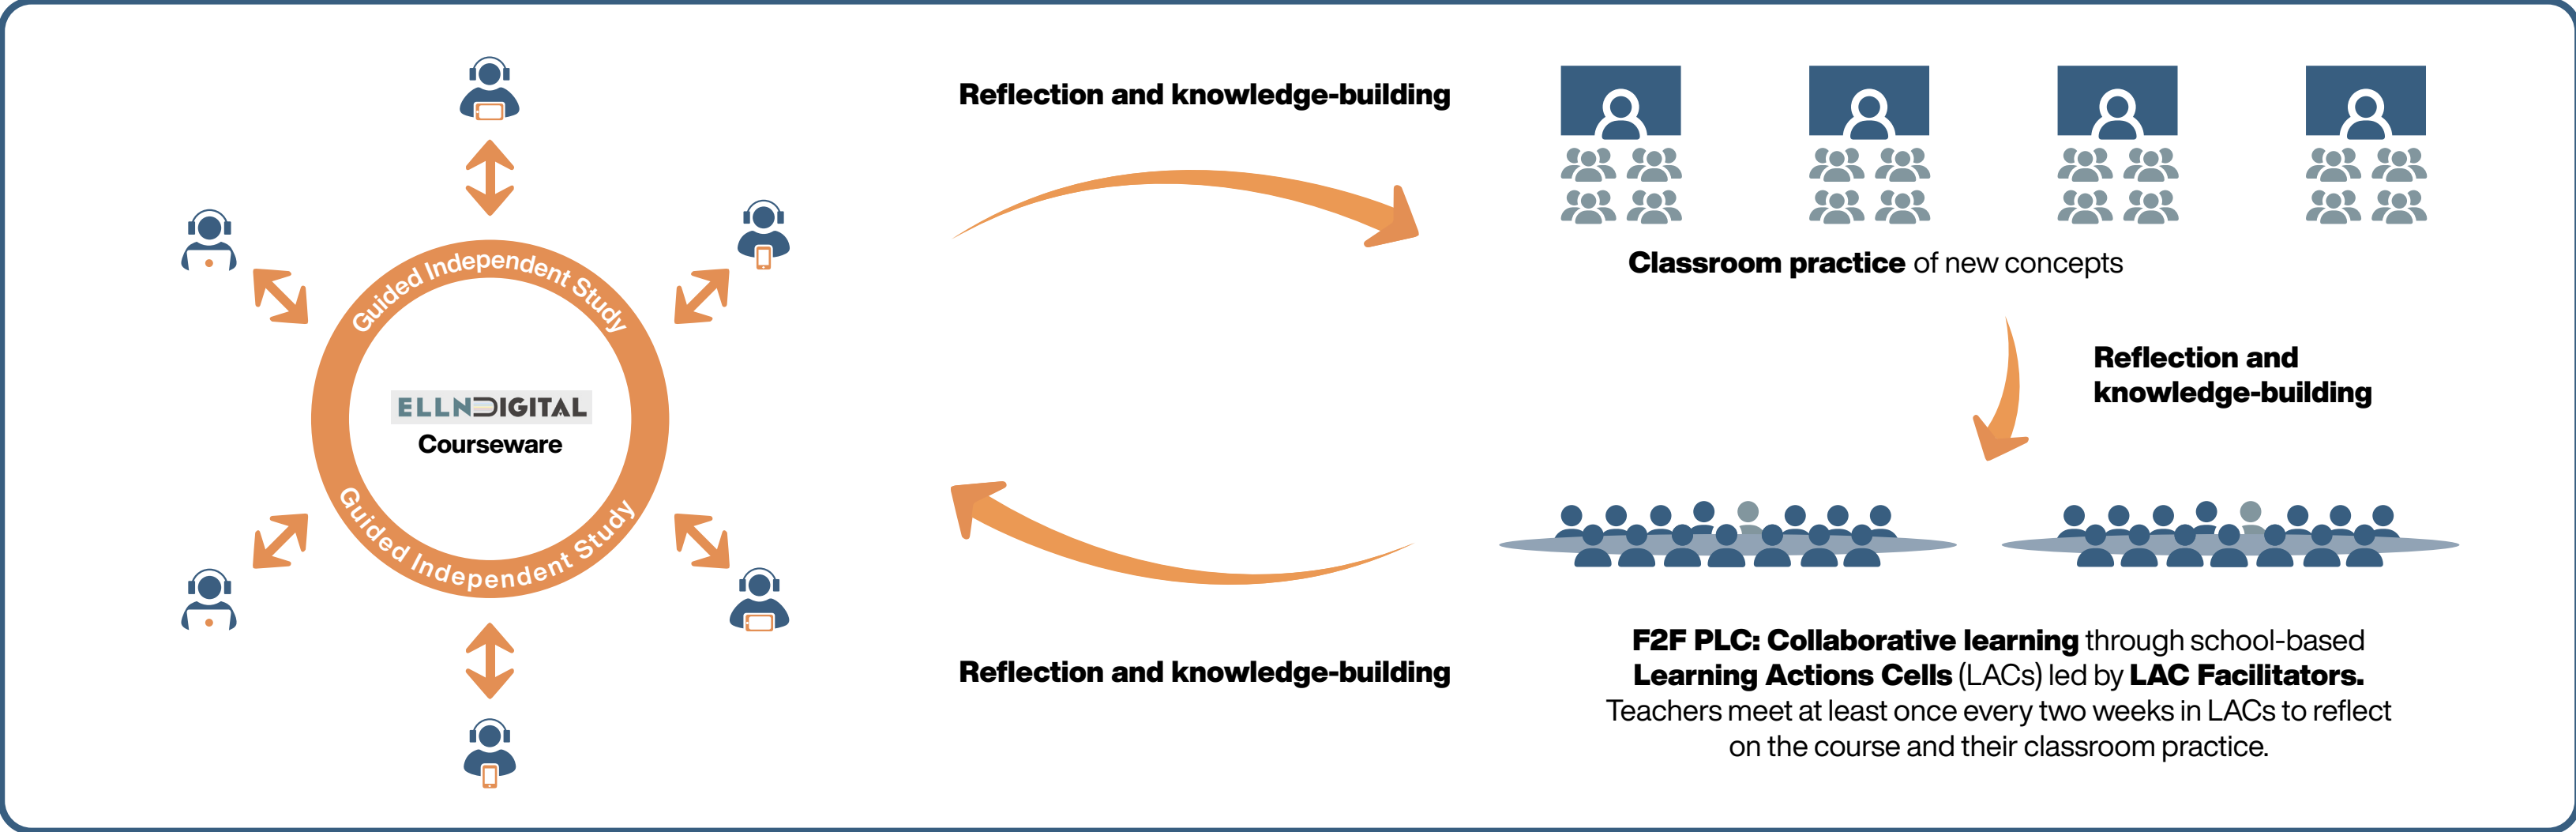 Reflection and knowledge-building
Classroom practice of new concepts
Guided Independent Study
ELLNDIGITAL
Courseware
Guided Independent Study
Reflection and
knowledge-building
Reflection and knowledge-building
F2F PLC: Collaborative learning through school-based
Learning Actions Cells (LACs) led by LAC Facilitators.
Teachers meet at least once every two weeks in LACs to reflect
on the course and their classroom practice.